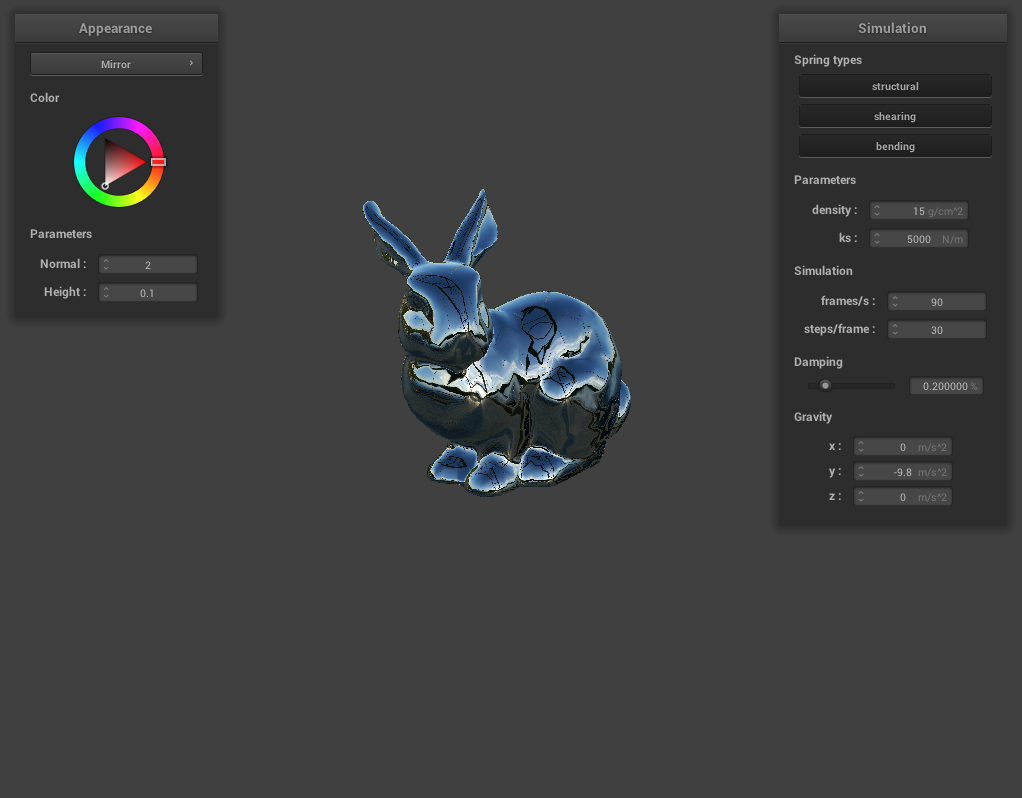 Appearance
Mirror
Color
Parameters
Normal : 2
Height : 0.1
Simulation
Spring types
structural
shearing
bending
Parameters
density : 15 g/cm^2
ks : 5000 N/m
Simulation
frames/s : 90
steps/frame : 30
Damping
0.200000 %
Gravity
x : 0 m/s^2
y : -9.8 m/s^2
z : 0 m/s^2